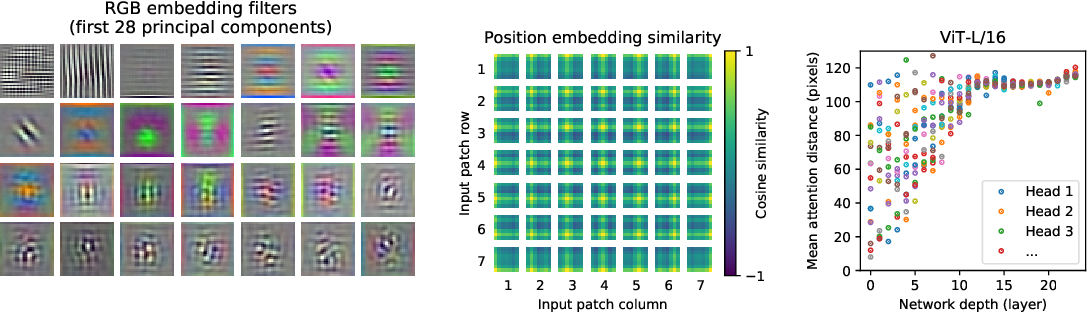 RGB embedding filters
(first 28 principal components)
Position embedding similarity
Input patch row
1
2
3
4
5
6
7
1 2 3 4 5 6 7
Input patch column
1
−1
Cosine similarity
ViT-L/16
Mean attention distance (pixels)
120
100
80
60
40
20
0
0 5 10 15 20
Network depth (layer)
Head 1
Head 2
Head 3
...